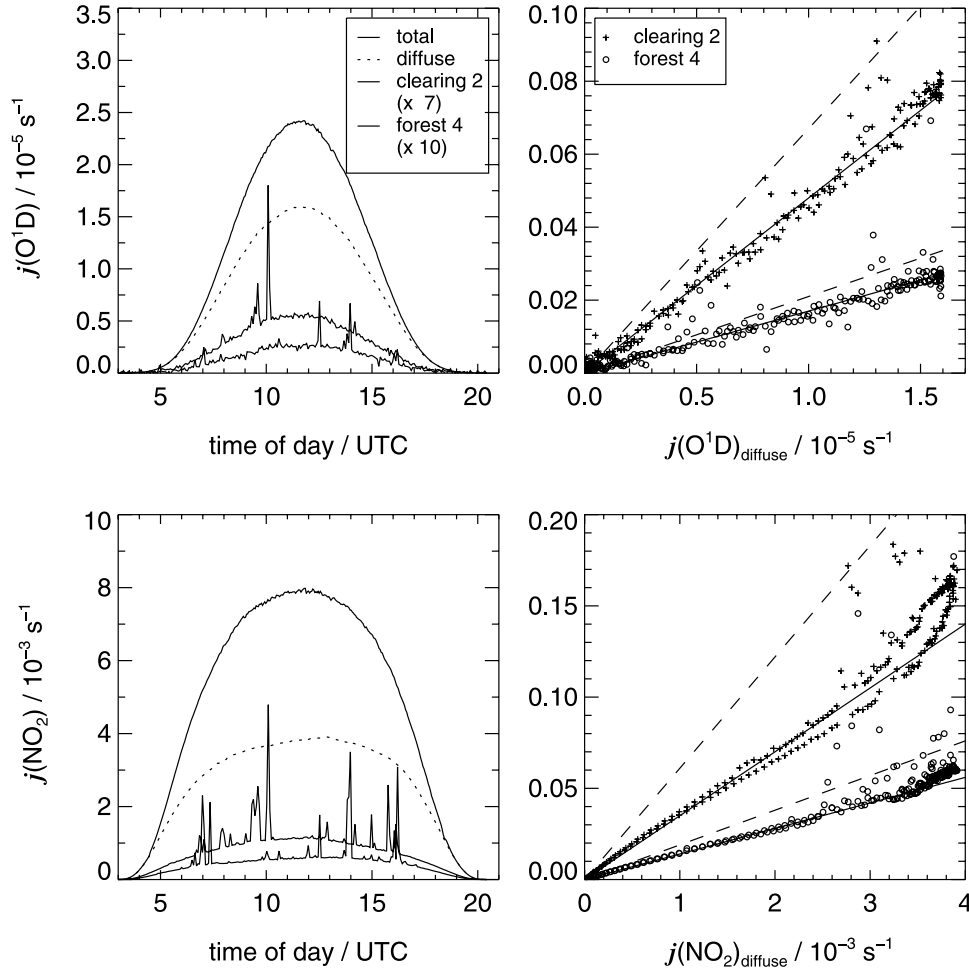 3.5
3.0
2.5
2.0
1.5
1.0
0.5
0.0
j(O¹D) / 10⁻⁵ s⁻¹
total
diffuse
clearing 2
(x 7)
forest 4
(x 10)
5 10 15 20
time of day / UTC
0.10
0.08
0.06
0.04
0.02
0.00
clearing 2
forest 4
0.0 0.5 1.0 1.5
j(O¹D)diffuse / 10⁻⁵ s⁻¹
10
8
6
4
2
0
j(NO₂) / 10⁻³ s⁻¹
5 10 15 20
time of day / UTC
0.20
0.15
0.10
0.05
0.00
0 1 2 3 4
j(NO₂)diffuse / 10⁻³ s⁻¹